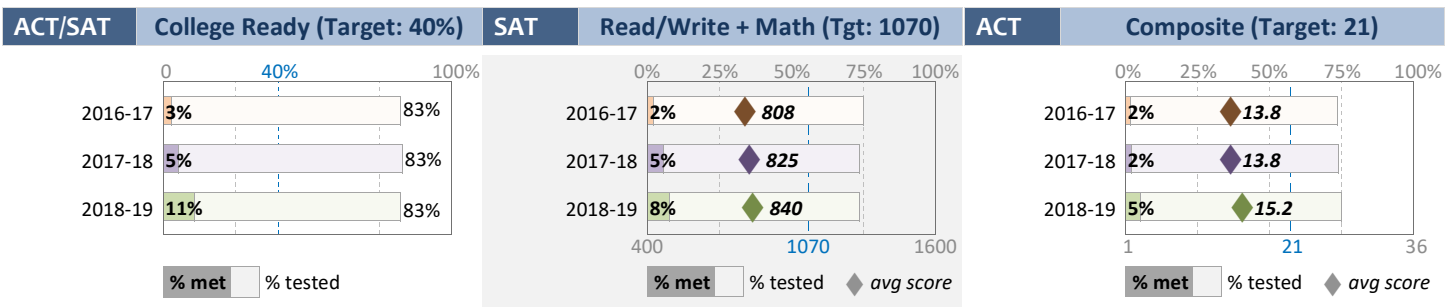 ACT/SAT College Ready (Target: 40%)
0 40% 100%
2016-17 3% 83%
2017-18 5% 83%
2018-19 11% 83%
% met % tested
SAT Read/Write + Math (Tgt: 1070)
0% 25% 50% 75% 100%
2016-17 2% 808
2017-18 5% 825
2018-19 8% 840
400 1070 1600
% met % tested avg score
ACT Composite (Target: 21)
0% 25% 50% 75% 100%
2016-17 2% 13.8
2017-18 2% 13.8
2018-19 5% 15.2
1 21 36
% met % tested avg score